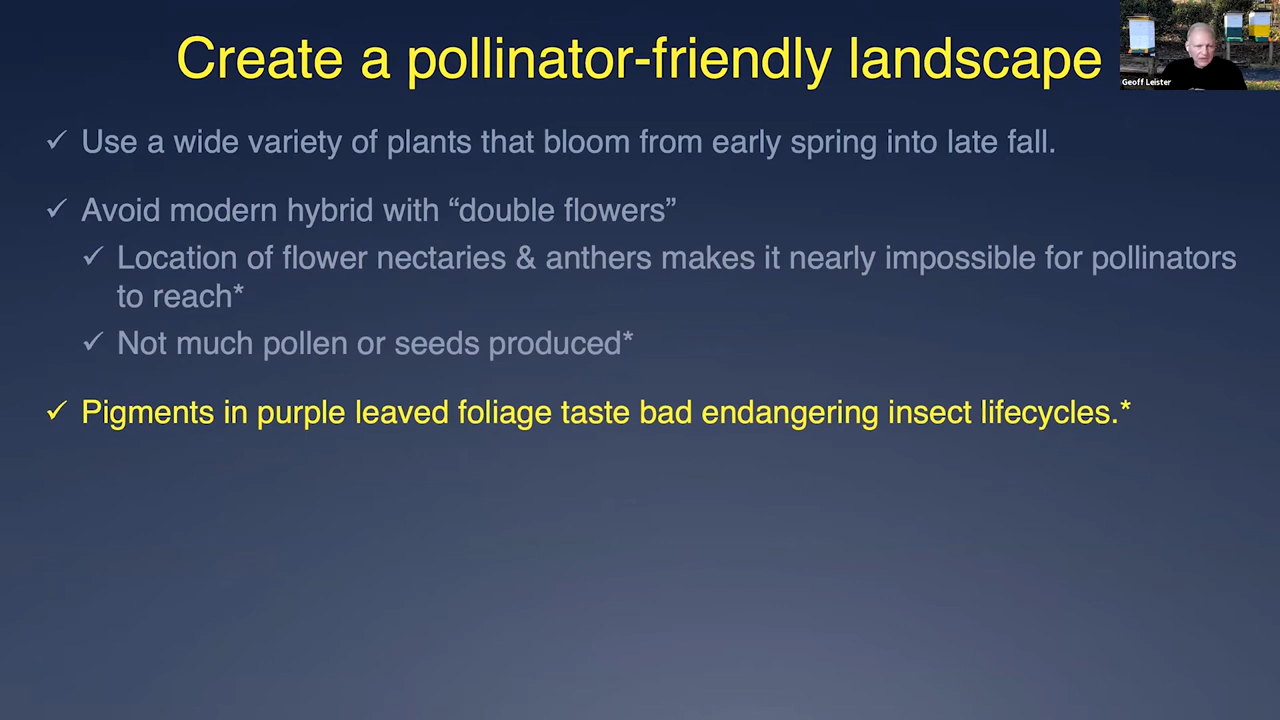 Create a pollinator-friendly landscape
Geoff Leister
✓ Use a wide variety of plants that bloom from early spring into late fall.
✓ Avoid modern hybrid with “double flowers”
✓ Location of flower nectaries & anthers makes it nearly impossible for pollinators
to reach*
✓ Not much pollen or seeds produced*
✓ Pigments in purple leaved foliage taste bad endangering insect lifecycles.*